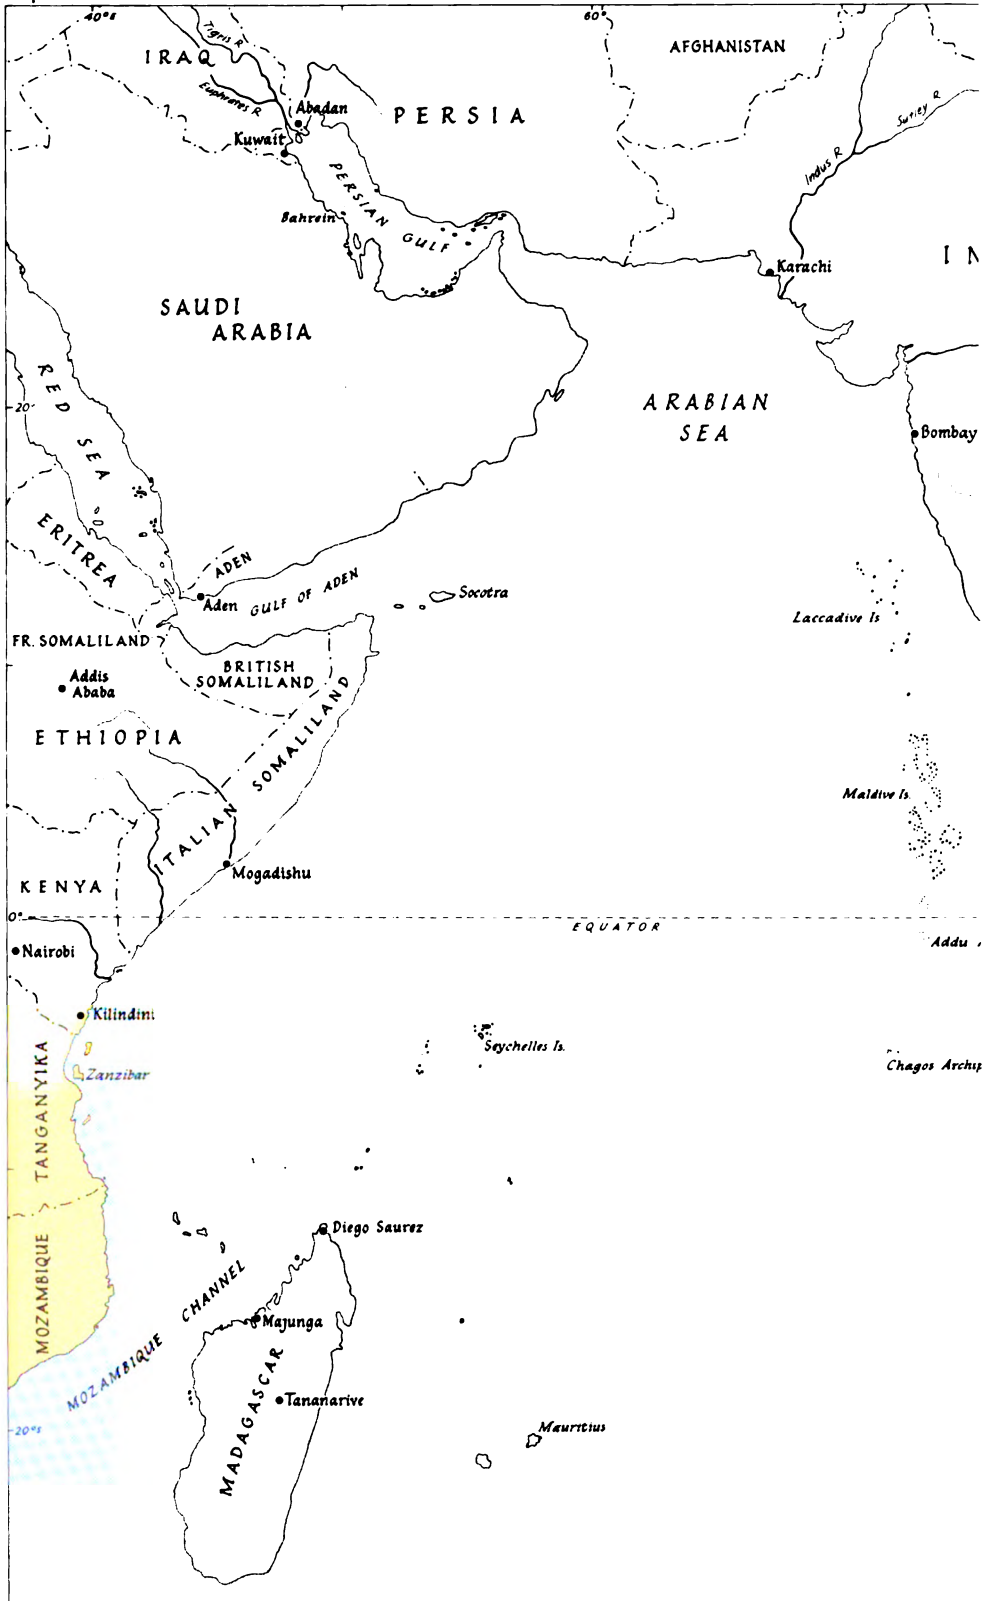 40°E
60°
Tigris R
IRAQ
AFGHANISTAN
Euphrates R
Abadan
PERSIA
Sutley R
Kuwait
Indus R
PERSIAN
GULF
Bahrein
I N
Karachi
SAUDI
ARABIA
RED SEA
20°
ARABIAN
SEA
Bombay
ERITREA
ADEN
Aden
GULF OF ADEN
Socotra
Laccadive Is
FR. SOMALILAND
BRITISH
SOMALILAND
Addis
Ababa
ETHIOPIA
ITALIAN SOMALILAND
Maldive Is.
Mogadishu
KENYA
0°
EQUATOR
Nairobi
Addu
Kilindini
Seychelles Is.
Chagos Archip
Zanzibar
TANGANYIKA
Diego Saurez
MOZAMBIQUE
MOZAMBIQUE CHANNEL
Majunga
MADAGASCAR
Tananarive
20°S
Mauritius